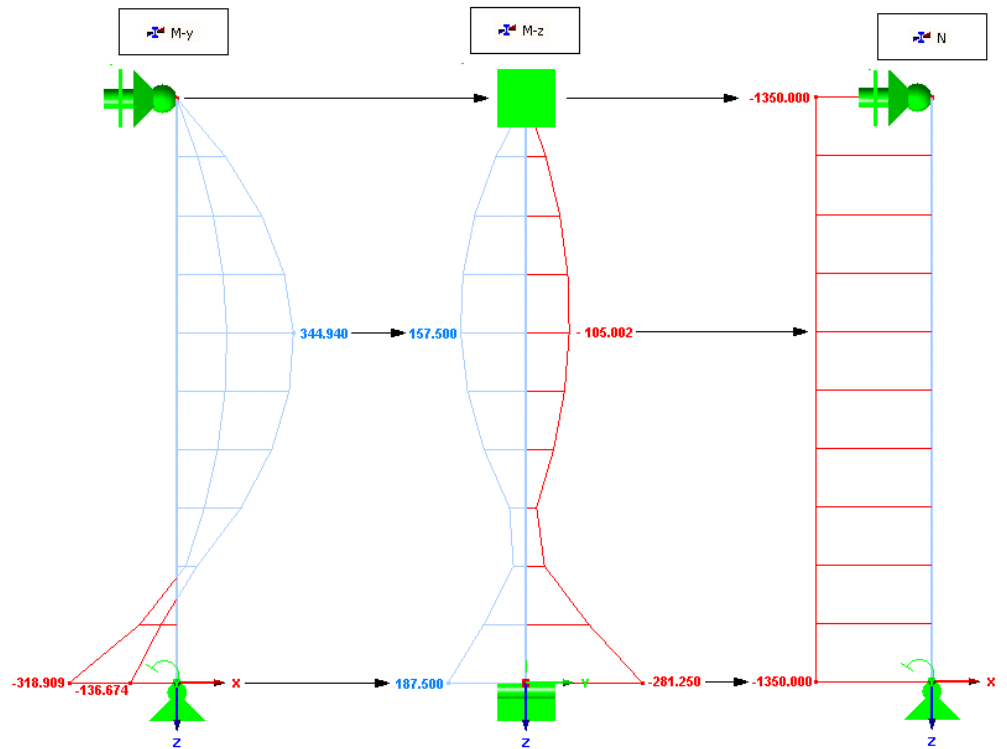 M-y
M-z
N
-1350.000
344.940
157.500
- 105.002
-318.909
-136.674
X
187.500
Y
-281.250
-1350.000
X
Z
Z
Z